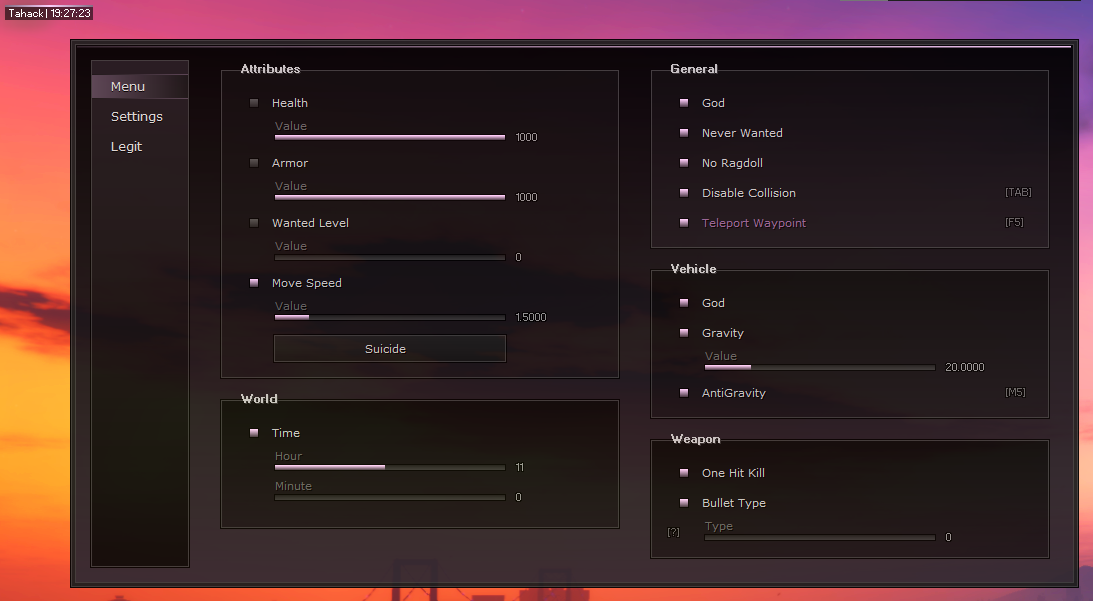 Tahack | 19:27:23
Menu
Settings
Legit
Attributes
Health
Value
1000
Armor
Value
1000
Wanted Level
Value
0
Move Speed
Value
1.5000
Suicide
World
Time
Hour
11
Minute
0
General
God
Never Wanted
No Ragdoll
Disable Collision [TAB]
Teleport Waypoint [F5]
Vehicle
God
Gravity
Value
20.0000
AntiGravity [M5]
Weapon
One Hit Kill
Bullet Type
Type
[?] 0